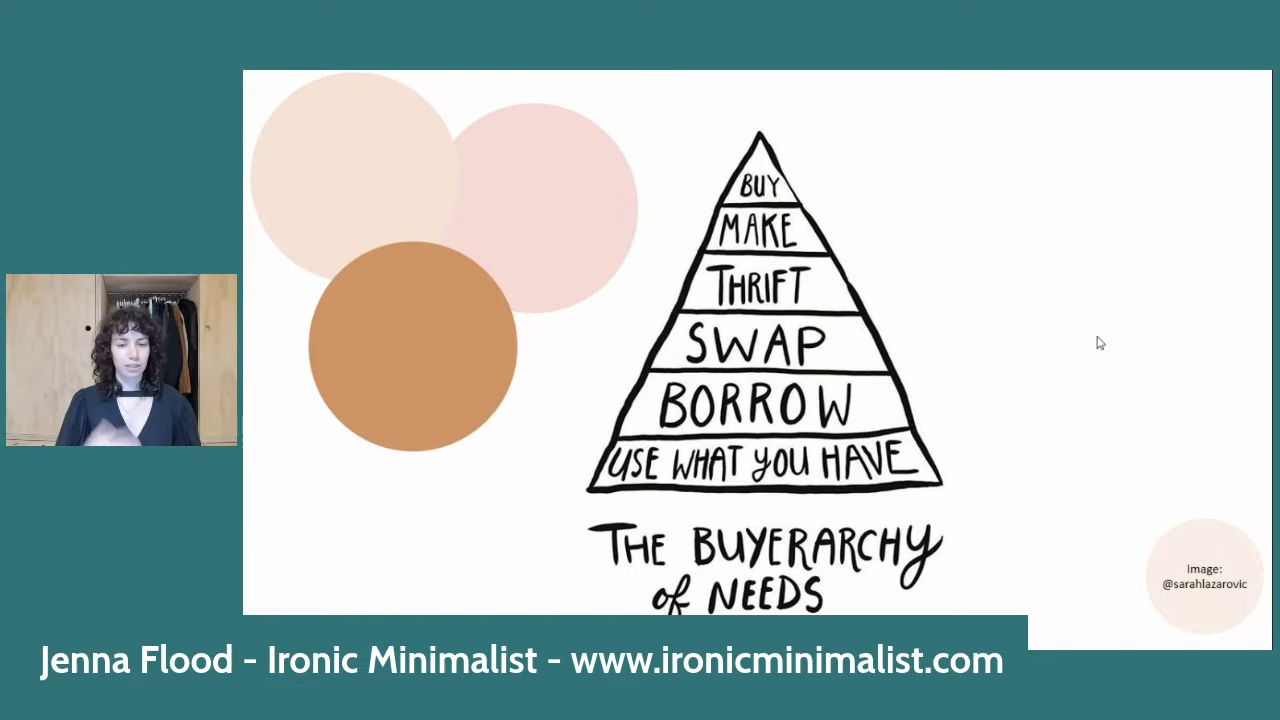 BUY
MAKE
THRIFT
SWAP
BORROW
USE WHAT YOU HAVE
THE BUYERARCHY
of NEEDS
Image:
@sarahlazarovic
Jenna Flood - Ironic Minimalist - www.ironicminimalist.com